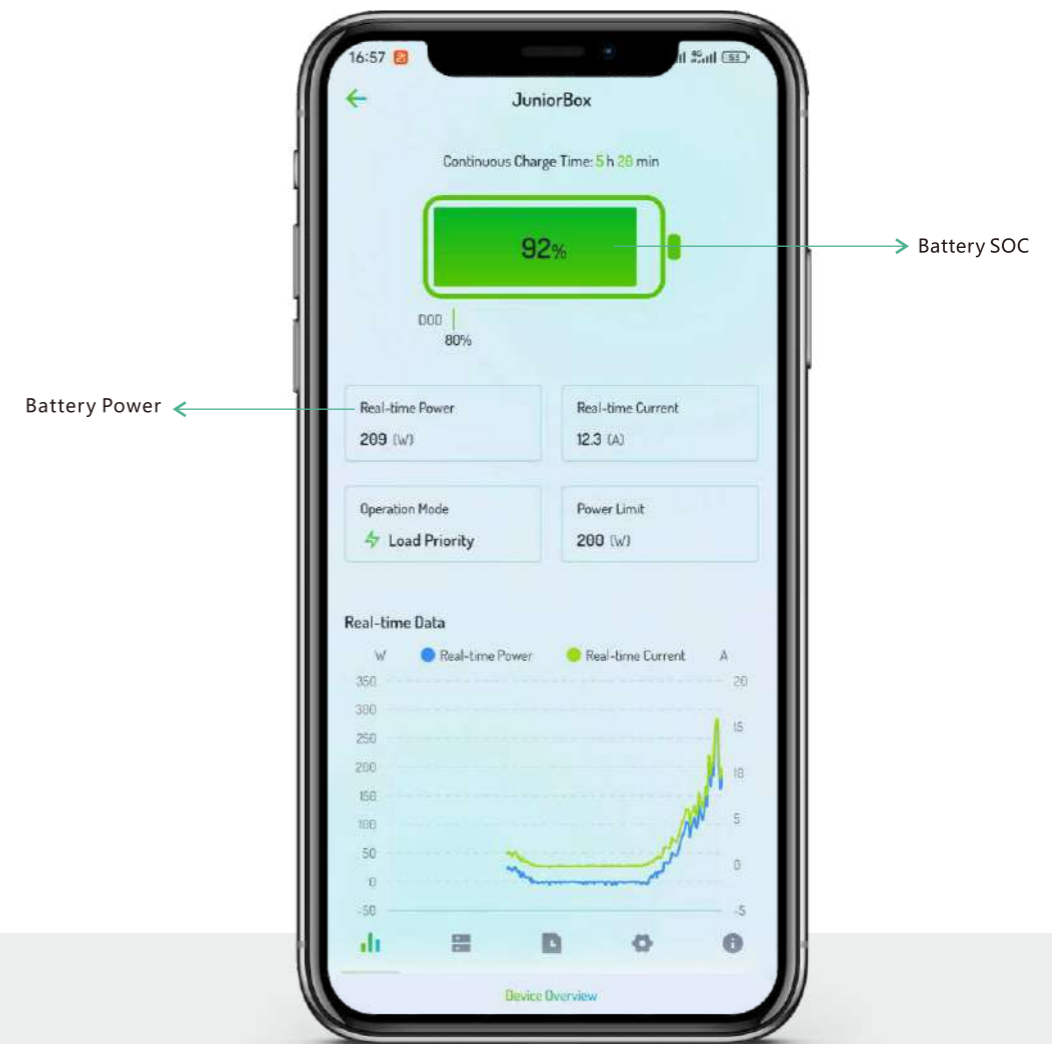 16:57
4G
53
JuniorBox
Continuous Charge Time: 5 h 20 min
92%
Battery SOC
DOD
80%
Battery Power
Real-time Power
Real-time Current
209 (W)
12.3 (A)
Operation Mode
Power Limit
Load Priority
200 (W)
Real-time Data
W
Real-time Power
Real-time Current
A
350
20
300
15
250
200
10
150
100
5
50
0
0
-50
-5
Device Overview